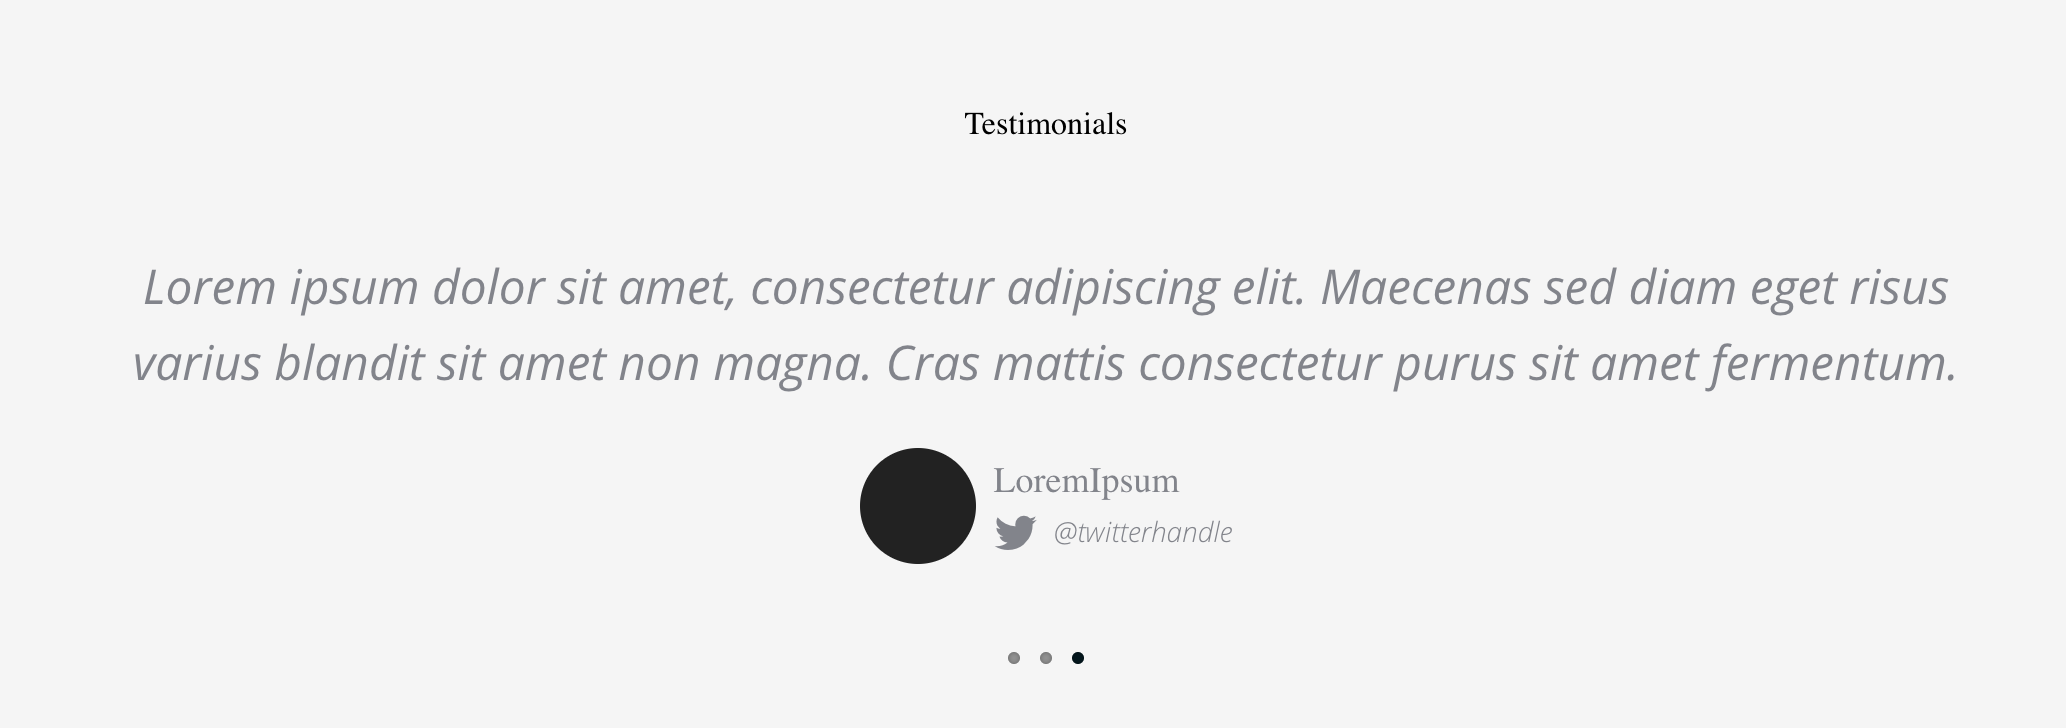 Testimonials
Lorem ipsum dolor sit amet, consectetur adipiscing elit. Maecenas sed diam eget risus
varius blandit sit amet non magna. Cras mattis consectetur purus sit amet fermentum.
LoremIpsum
@twitterhandle